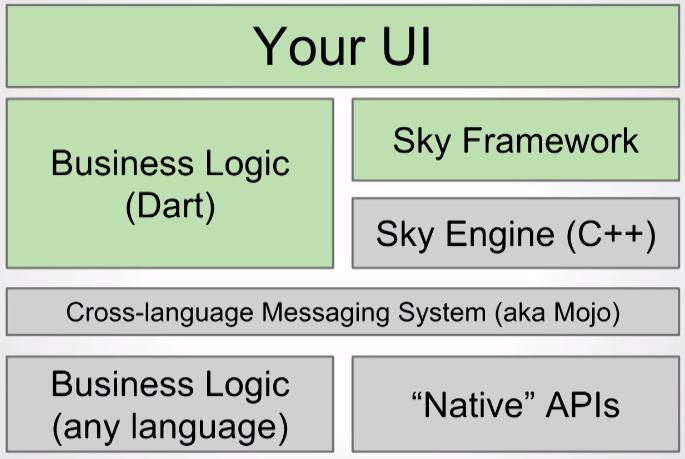 Your UI
Business Logic
(Dart)
Sky Framework
Sky Engine (C++)
Cross-language Messaging System (aka Mojo)
Business Logic
(any language)
“Native” APIs